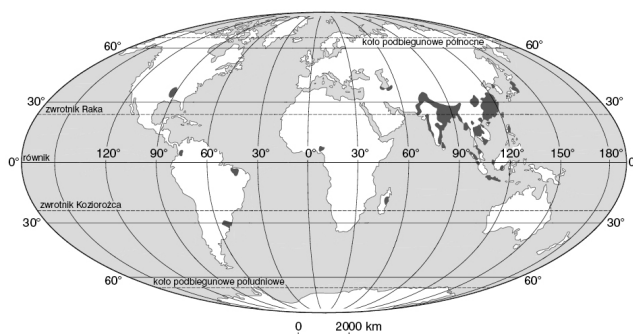 60° koło podbiegunowe północne 60°
30° zwrotnik Raka 30°
równik
0° 120° 90° 60° 30° 0° 30° 60° 90° 120° 150° 180° 0°
zwrotnik Koziorożca
30° 30°
60° koło podbiegunowe południowe 60°
0 2000 km